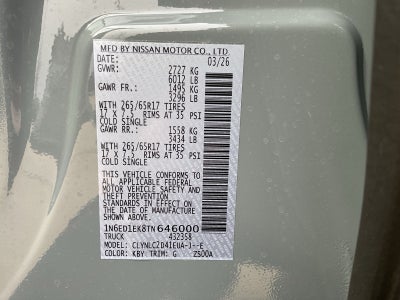 MFD BY NISSAN MOTOR CO., LTD
DATE: 03/26
GVWR: 2727 KG
6012 LB
GAWR FR.: 1495 KG
3296 LB
WITH 265/65R17 TIRES
17 X 7.5 RIMS AT 35 PSI
COLD SINGLE
GAWR RR.: 1558 KG
3434 LB
WITH 265/65R17 TIRES
17 X 7.5 RIMS AT 35 PSI
COLD SINGLE
THIS VEHICLE CONFORMS TO
ALL APPLICABLE FEDERAL
MOTOR VEHICLE SAFETY AND
THEFT PREVENTION
STANDARDS IN EFFECT ON
THE DATE OF MANUFACTURE
SHOWN ABOVE.
1N6ED1EK8TN646000
TRUCK 432358
MODEL: CLYNLC2D41EUA-J--E
COLOR: KBY TRIM: G ZS00A